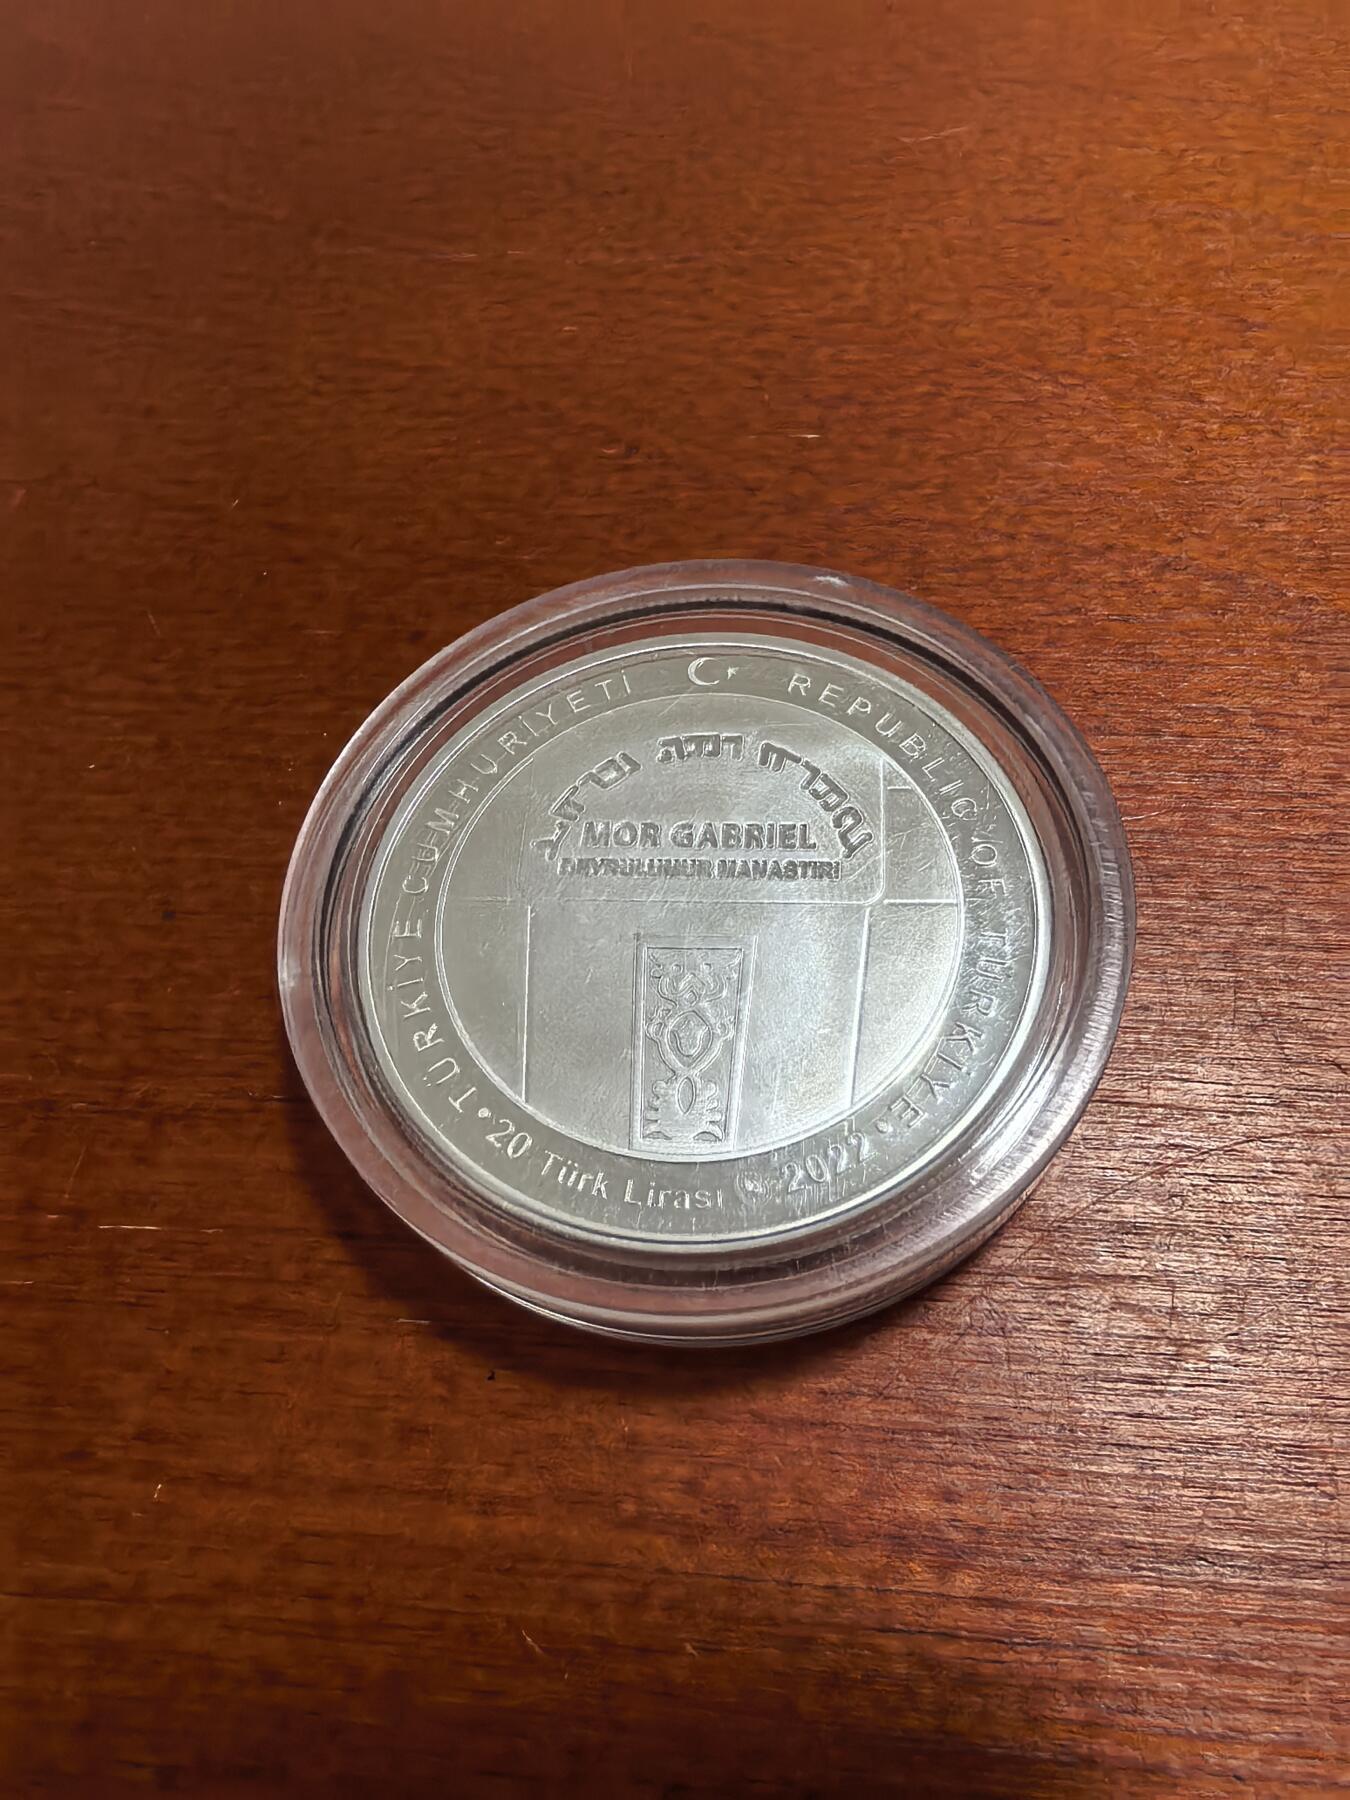 TÜRKİYE CUMHURİYETİ
REPUBLIC OF TÜRKİYE
MOR GABRIEL
DEYRULUMUR MANASTIRI
• 20 Türk Lirası
2022 •